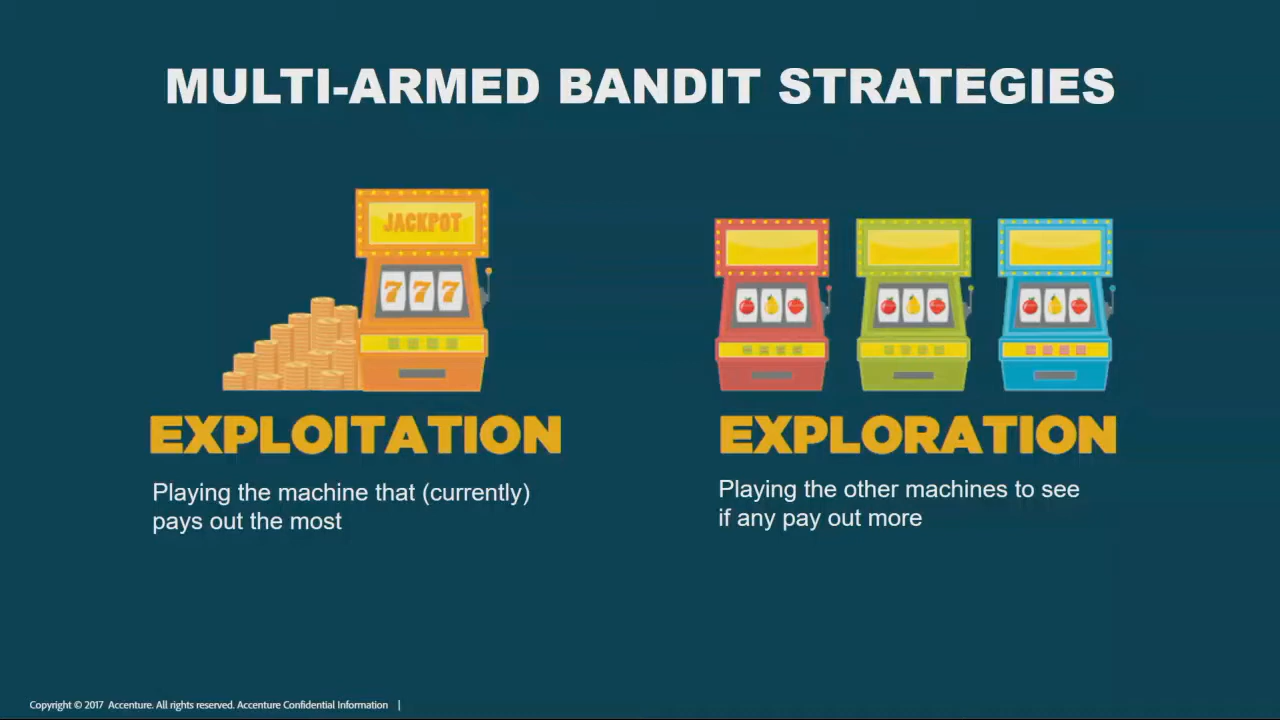 MULTI-ARMED BANDIT STRATEGIES
JACKPOT
777
EXPLOITATION
Playing the machine that (currently)
pays out the most
EXPLORATION
Playing the other machines to see
if any pay out more
Copyright © 2017 Accenture. All rights reserved. Accenture Confidential Information |